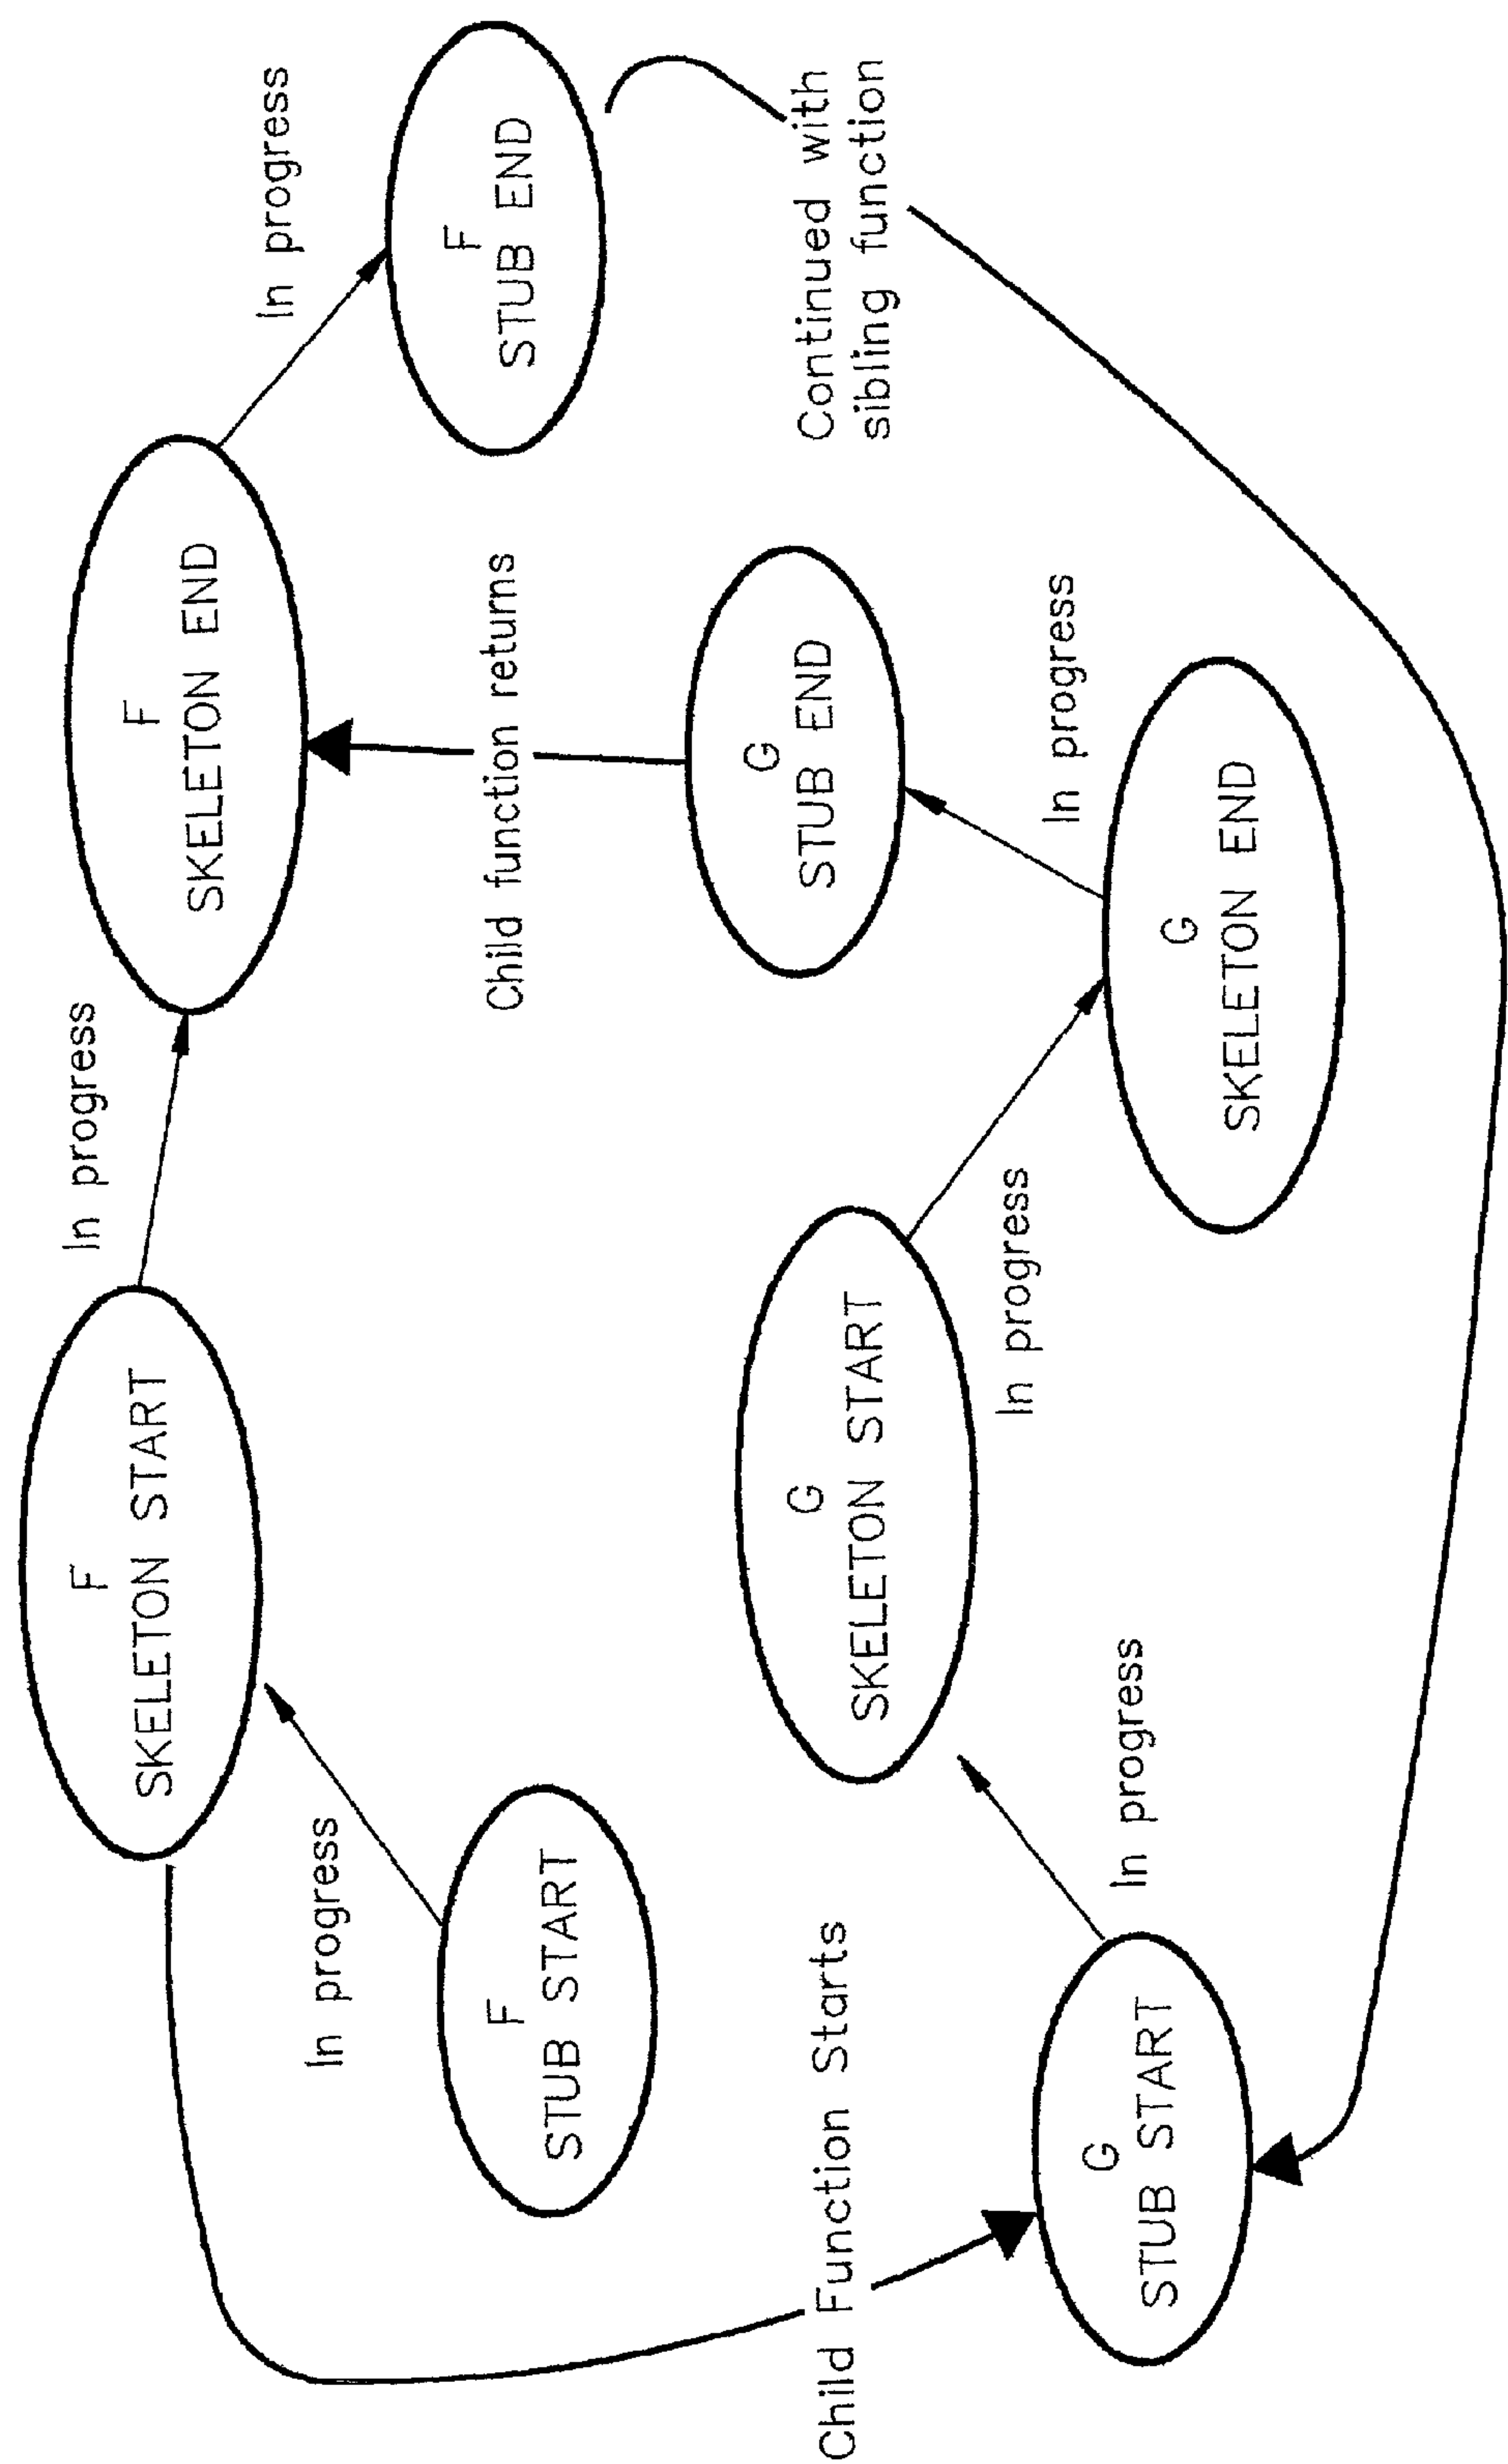 In progress
In progress
F
SKELETON START
F
SKELETON END
In progress
In progress
F
STUB START
F
STUB END
Child function returns
Child Function Starts
G
SKELETON START
G
STUB END
Continued with
sibling function
In progress
In progress
In progress
G
STUB START
G
SKELETON END